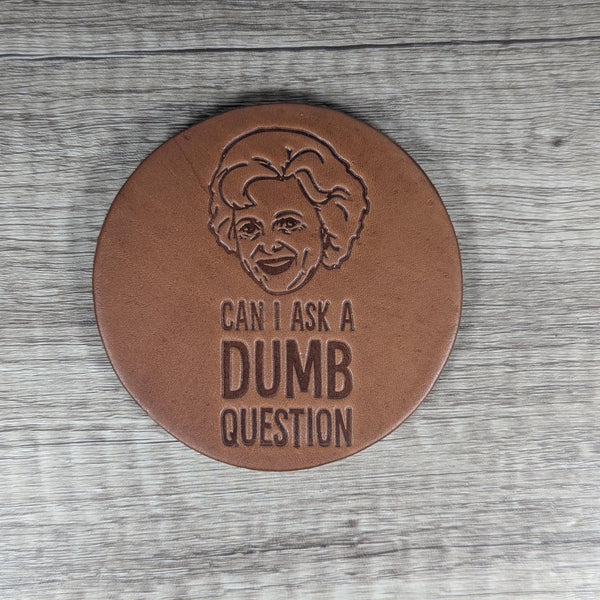 CAN I ASK A
DUMB
QUESTION